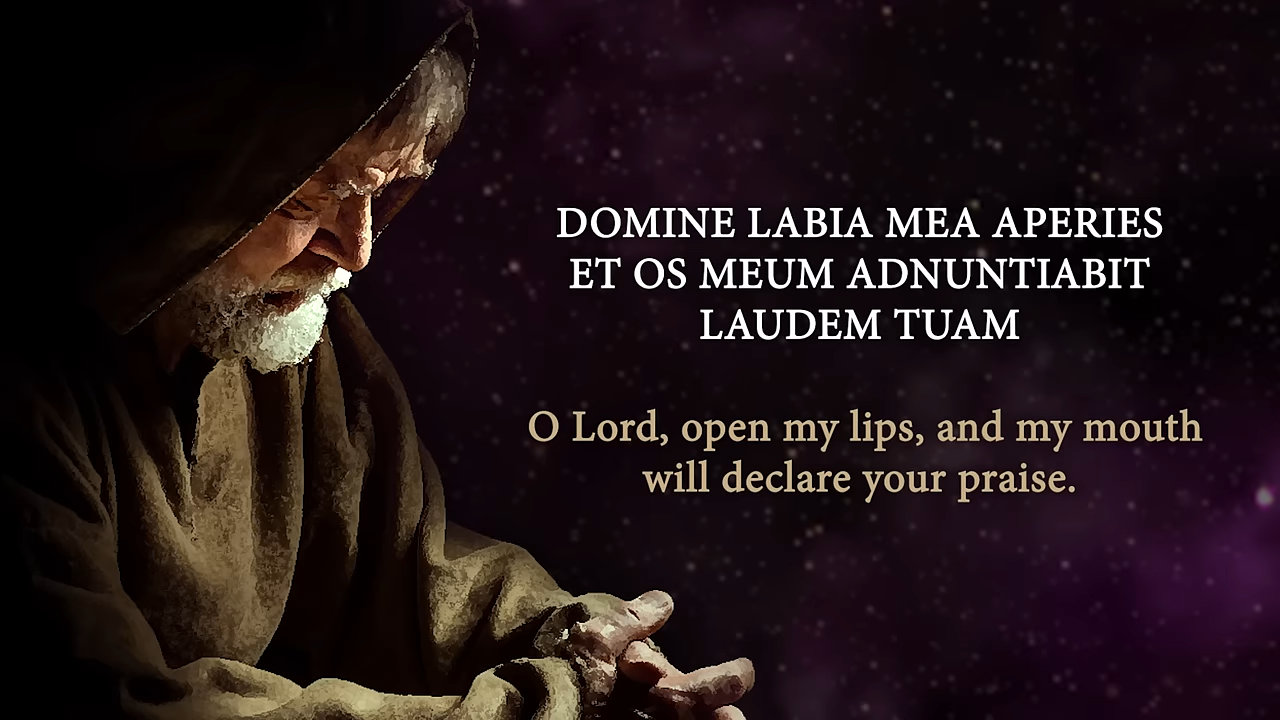 DOMINE LABIA MEA APERIES
ET OS MEUM ADNUNTIABIT
LAUDEM TUAM
O Lord, open my lips, and my mouth
will declare your praise.